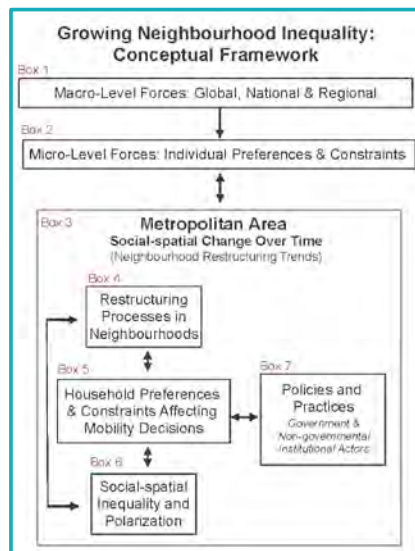 Growing Neighbourhood Inequality:
Conceptual Framework
Box 1
Macro-Level Forces: Global, National & Regional
Box 2
Micro-Level Forces: Individual Preferences & Constraints
Box 3
Metropolitan Area
Social-spatial Change Over Time
(Neighbourhood Restructuring Trends)
Box 4
Restructuring
Processes in
Neighbourhoods
Box 5
Household Preferences
& Constraints Affecting
Mobility Decisions
Box 7
Policies and
Practices
Government &
Non-governmental
Institutional Actors
Box 6
Social-spatial
Inequality and
Polarization